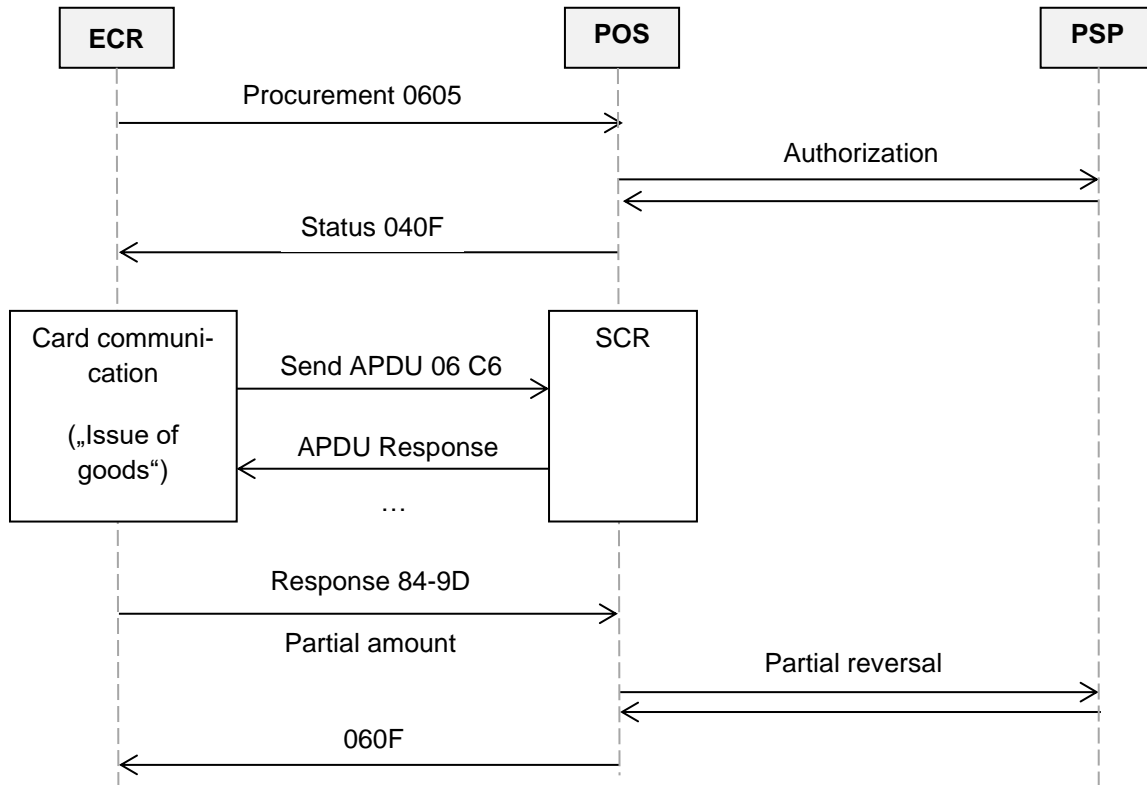 ECR
POS
PSP
Procurement 0605
Authorization
Status 040F
Card communi-
cation
(„Issue of
goods“)
Send APDU 06 C6
APDU Response
…
SCR
Response 84-9D
Partial amount
Partial reversal
060F